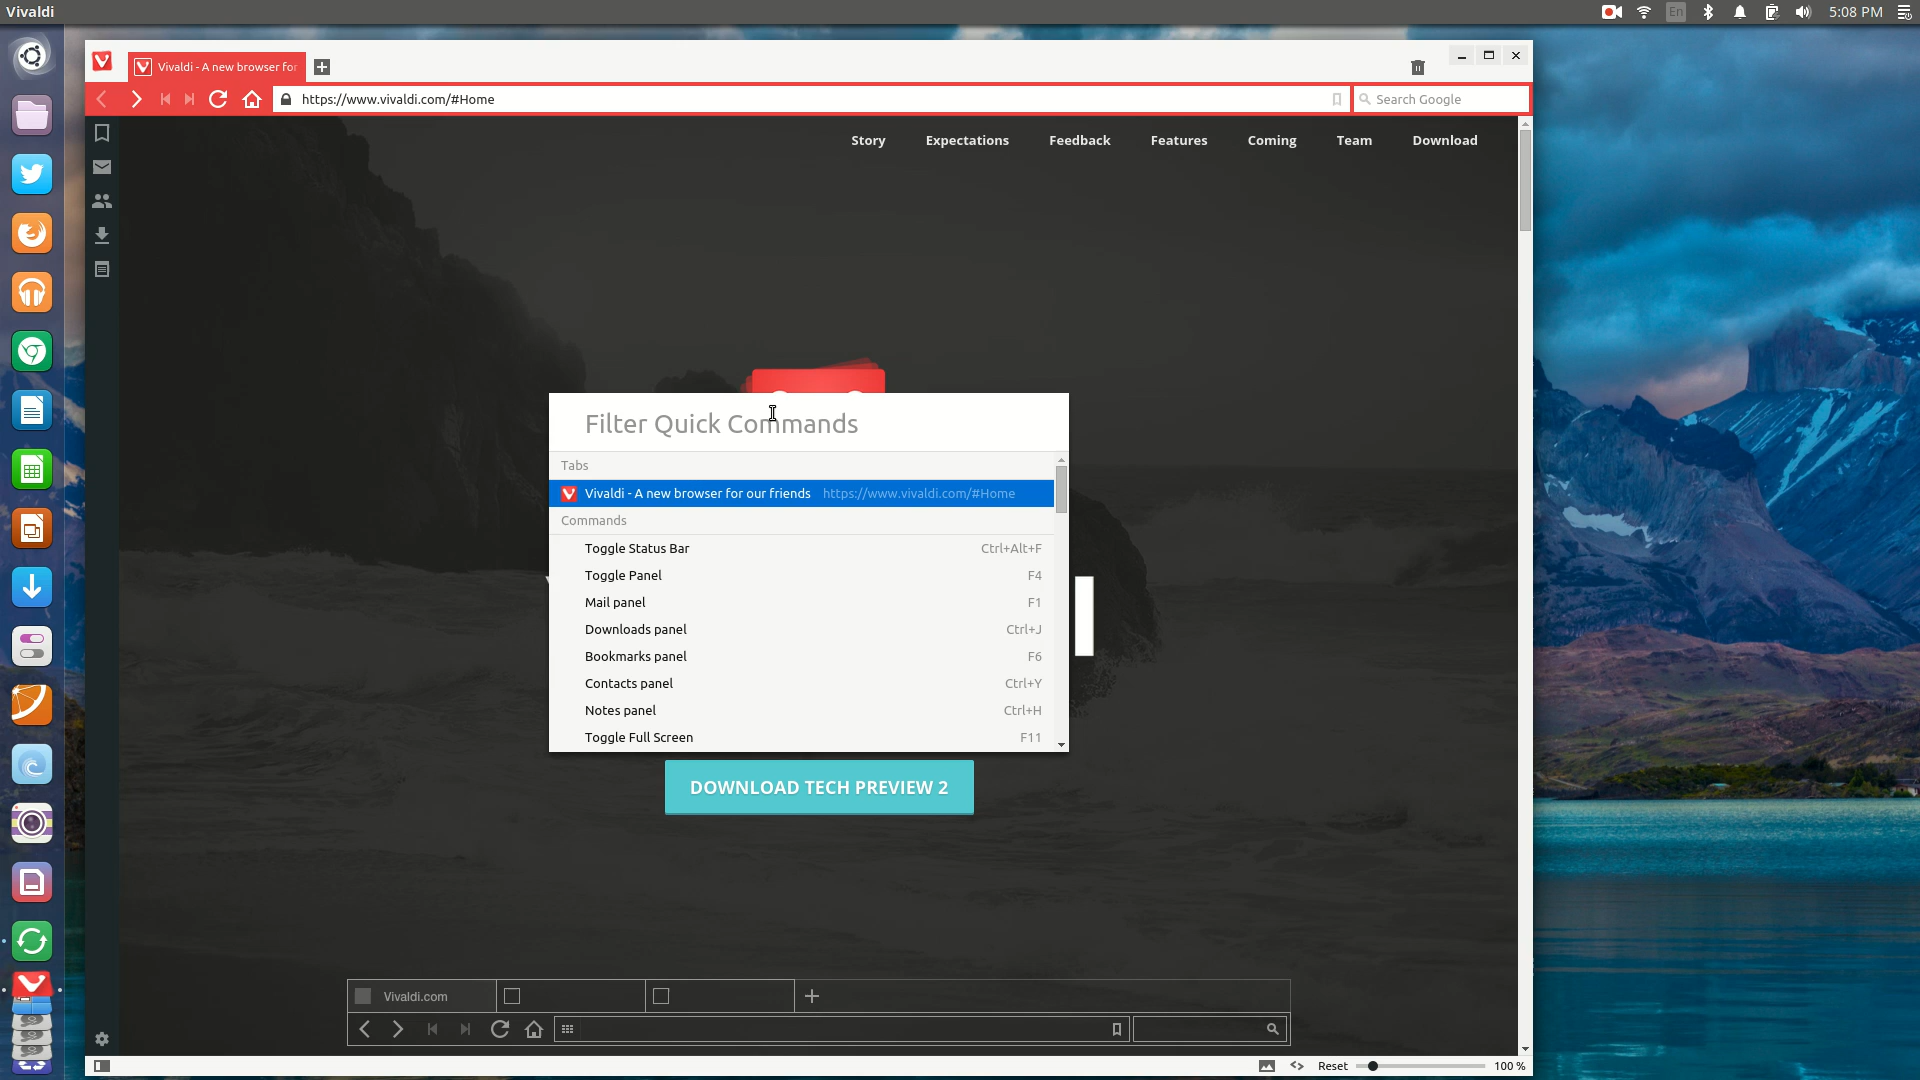 Vivaldi
En
5:08 PM
Vivaldi - A new browser for
https://www.vivaldi.com/#Home
Search Google
Story Expectations Feedback Features Coming Team Download
Filter Quick Commands
Tabs
Vivaldi - A new browser for our friends https://www.vivaldi.com/#Home
Commands
Toggle Status Bar Ctrl+Alt+F
Toggle Panel F4
Mail panel F1
Downloads panel Ctrl+J
Bookmarks panel F6
Contacts panel Ctrl+Y
Notes panel Ctrl+H
Toggle Full Screen F11
DOWNLOAD TECH PREVIEW 2
Vivaldi.com
Reset 100 %